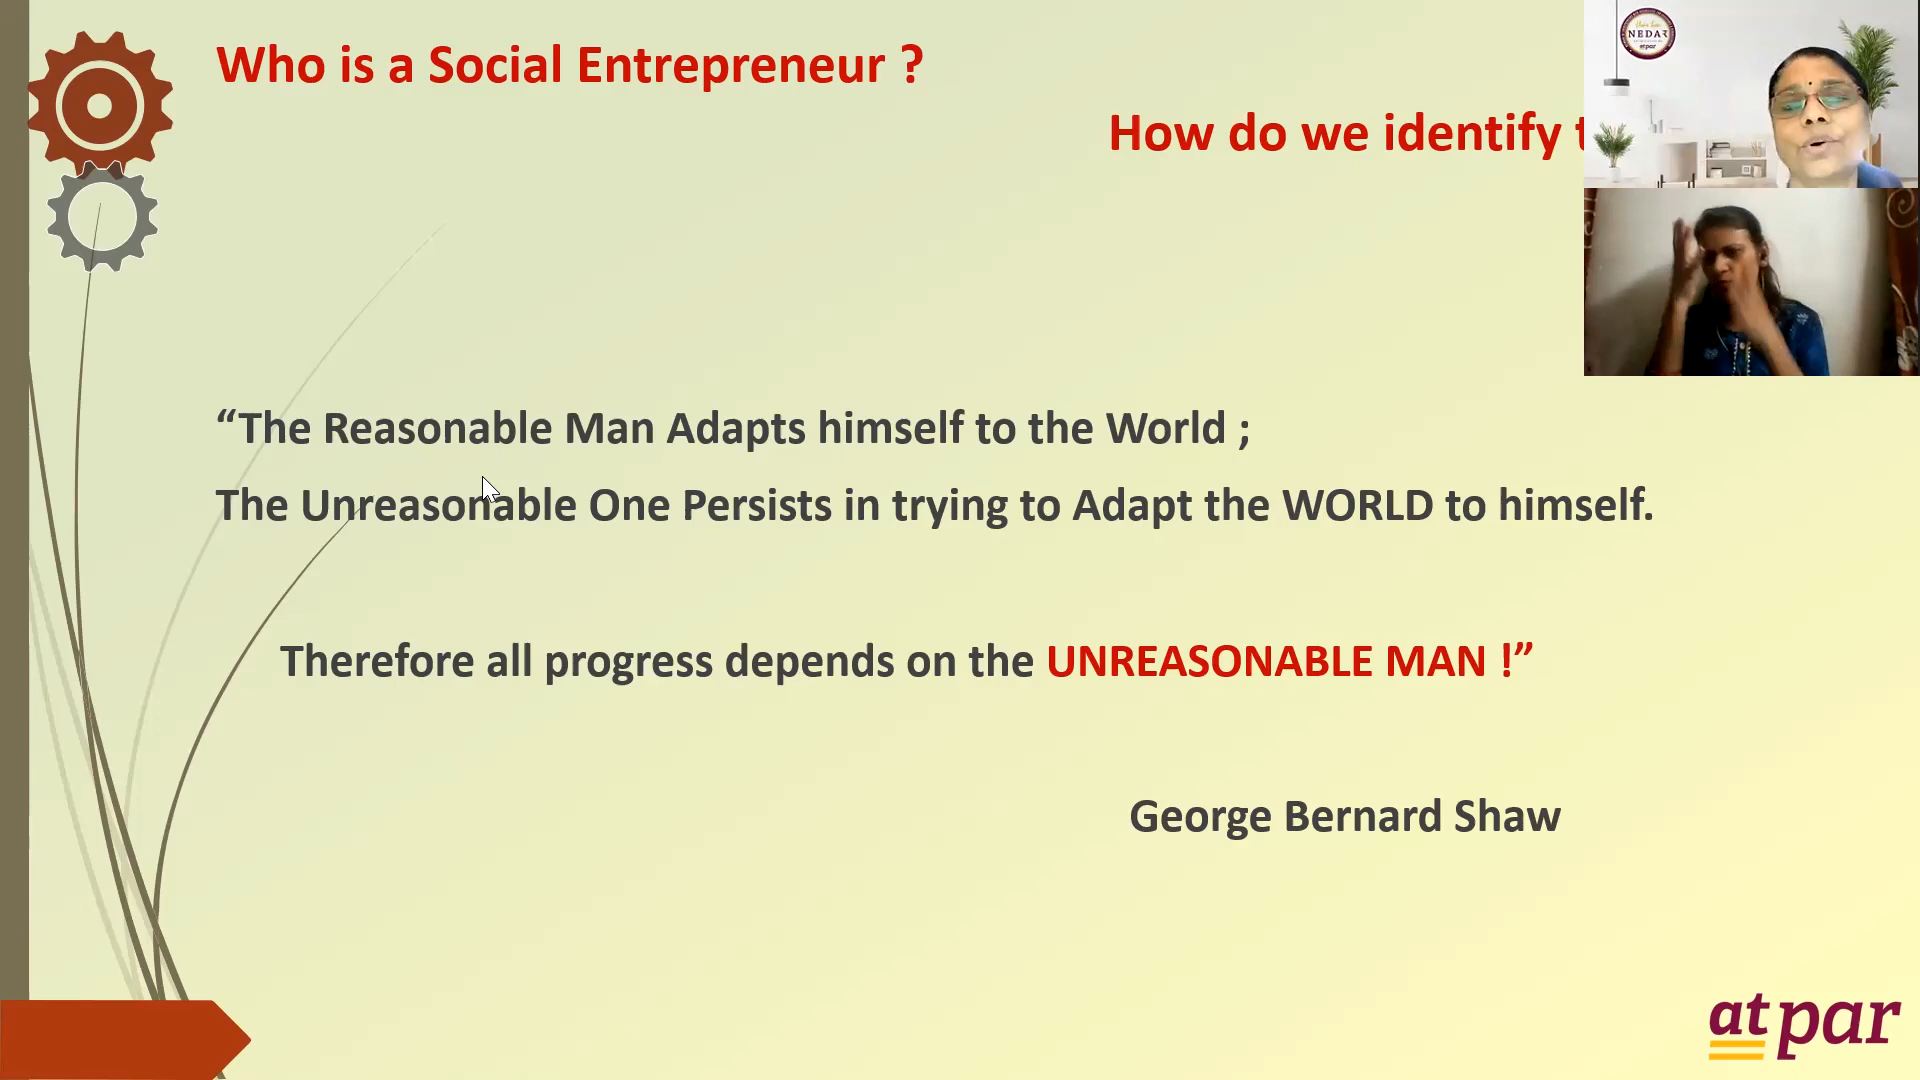 Who is a Social Entrepreneur ?
How do we identify
“The Reasonable Man Adapts himself to the World ;
The Unreasonable One Persists in trying to Adapt the WORLD to himself.
Therefore all progress depends on the UNREASONABLE MAN !”
George Bernard Shaw
NEDAR
atpar
at par